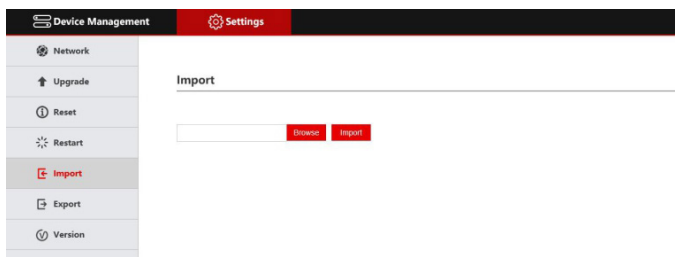 Device Management Settings
Network
Upgrade
Import
Reset
Browse Import
Restart
Import
Export
Version